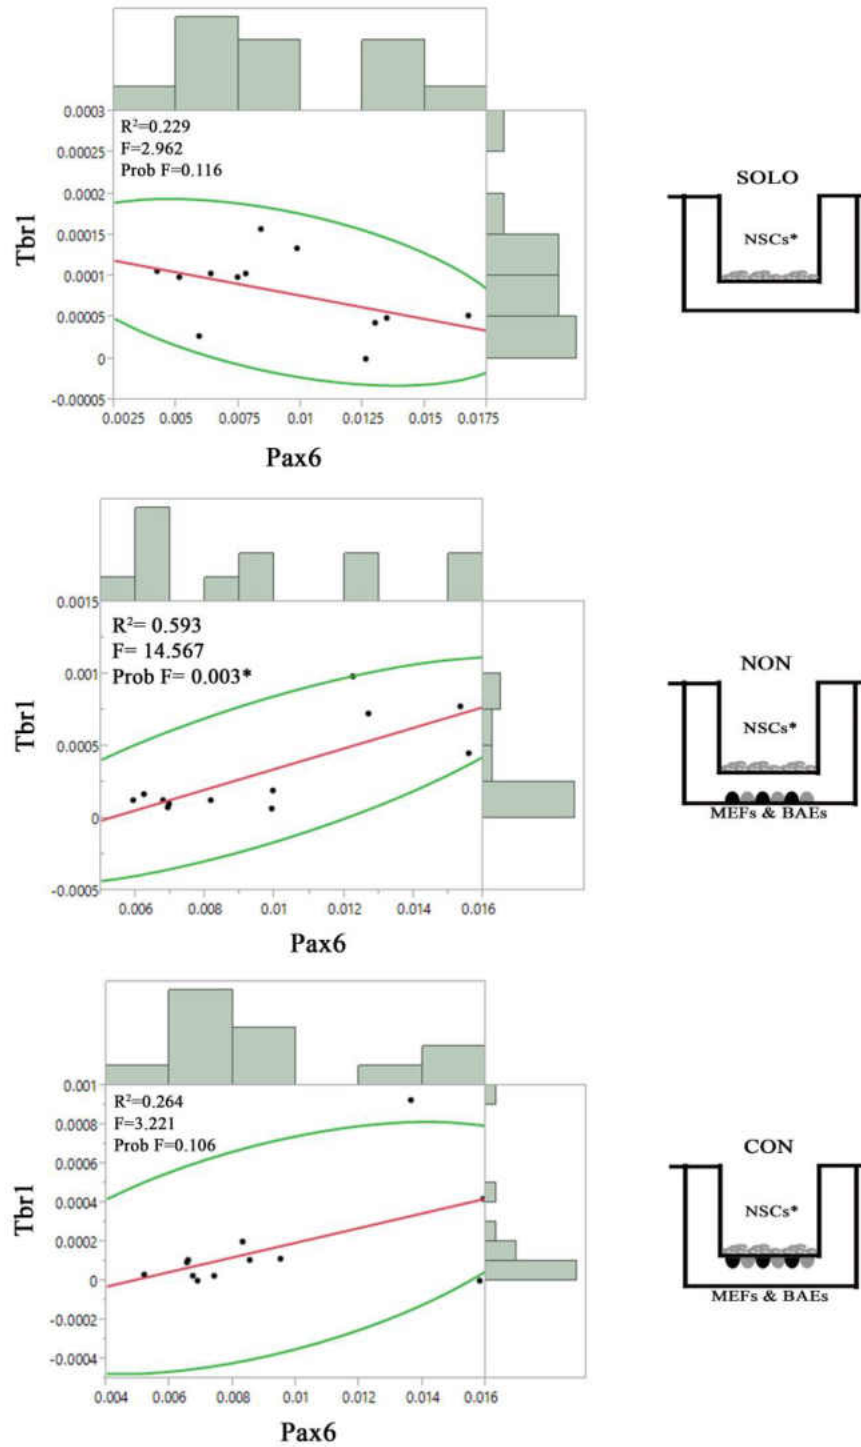 0.0003
R²=0.229
F=2.962
Prob F=0.116
0.00025
0.0002
0.00015
0.0001
0.00005
0
-0.00005
Tbr1
0.0025 0.005 0.0075 0.01 0.0125 0.015 0.0175
Pax6
SOLO
NSCs*
0.0015
R²= 0.593
F= 14.567
Prob F= 0.003*
0.001
0.0005
0
-0.0005
Tbr1
0.006 0.008 0.01 0.012 0.014 0.016
Pax6
NON
NSCs*
MEFs & BAEs
0.001
R²=0.264
F=3.221
Prob F=0.106
0.0008
0.0006
0.0004
0.0002
0
-0.0002
-0.0004
Tbr1
0.004 0.006 0.008 0.01 0.012 0.014 0.016
Pax6
CON
NSCs*
MEFs & BAEs